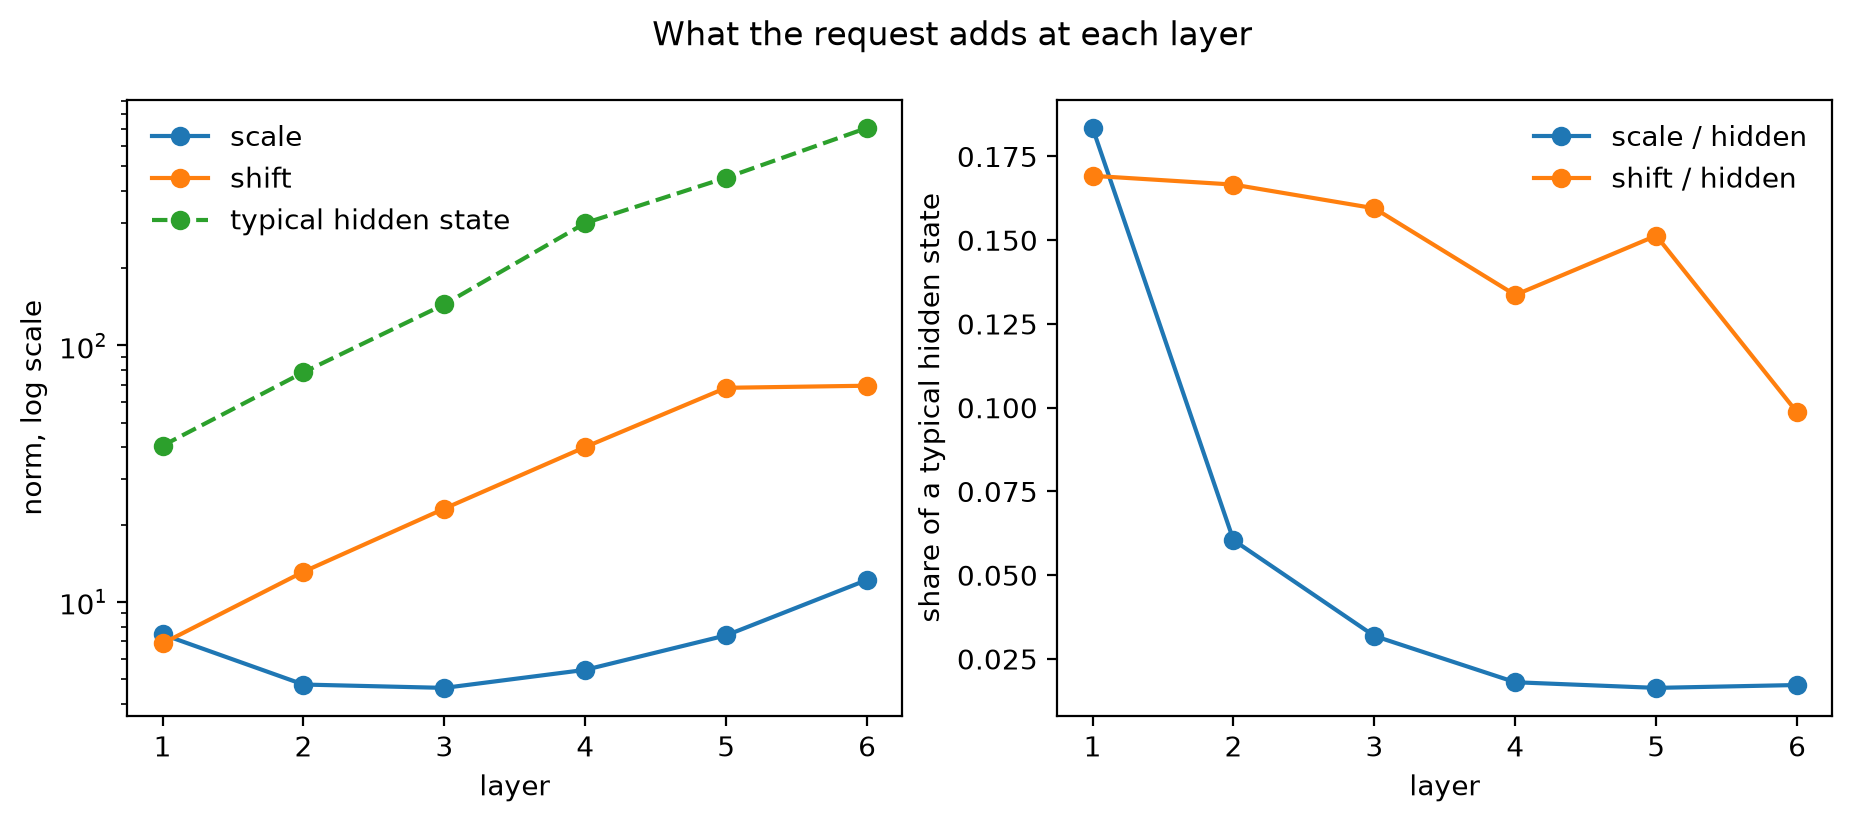 What the request adds at each layer
scale
shift
typical hidden state
norm, log scale
10²
10¹
1 2 3 4 5 6
layer
scale / hidden
shift / hidden
share of a typical hidden state
0.175
0.150
0.125
0.100
0.075
0.050
0.025
1 2 3 4 5 6
layer